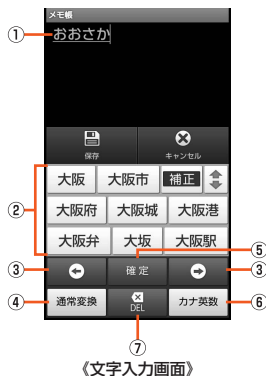 メモ帳
① おおさか
保存 キャンセル
② 大阪 大阪市 補正
大阪府 大阪城 大阪港
大阪弁 大坂 大阪駅
⑤
③ 確定 ③
④ 通常変換 DEL カナ英数 ⑥
⑦
《文字入力画面》